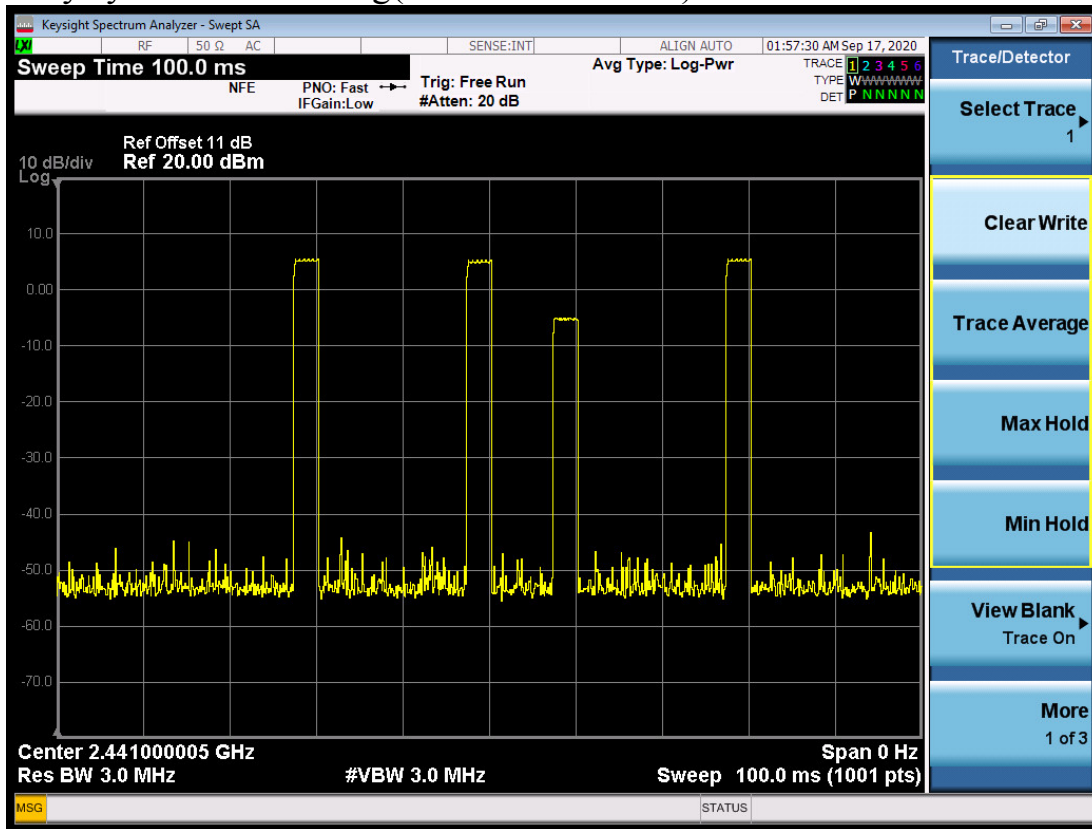 Keysight Spectrum Analyzer - Swept SA
LXI RF 50 Ω AC SENSE:INT ALIGN AUTO 01:57:30 AM Sep 17, 2020
Sweep Time 100.0 ms
NFE
PNO: Fast
IFGain:Low
Trig: Free Run
#Atten: 20 dB
Avg Type: Log-Pwr
TRACE 1 2 3 4 5 6
TYPE WWWWWWW
DET P N N N N N
Ref Offset 11 dB
10 dB/div Ref 20.00 dBm
Log
10.0
0.00
-10.0
-20.0
-30.0
-40.0
-50.0
-60.0
-70.0
Center 2.441000005 GHz Span 0 Hz
Res BW 3.0 MHz #VBW 3.0 MHz Sweep 100.0 ms (1001 pts)
MSG STATUS
Trace/Detector
Select Trace
1
Clear Write
Trace Average
Max Hold
Min Hold
View Blank
Trace On
More
1 of 3